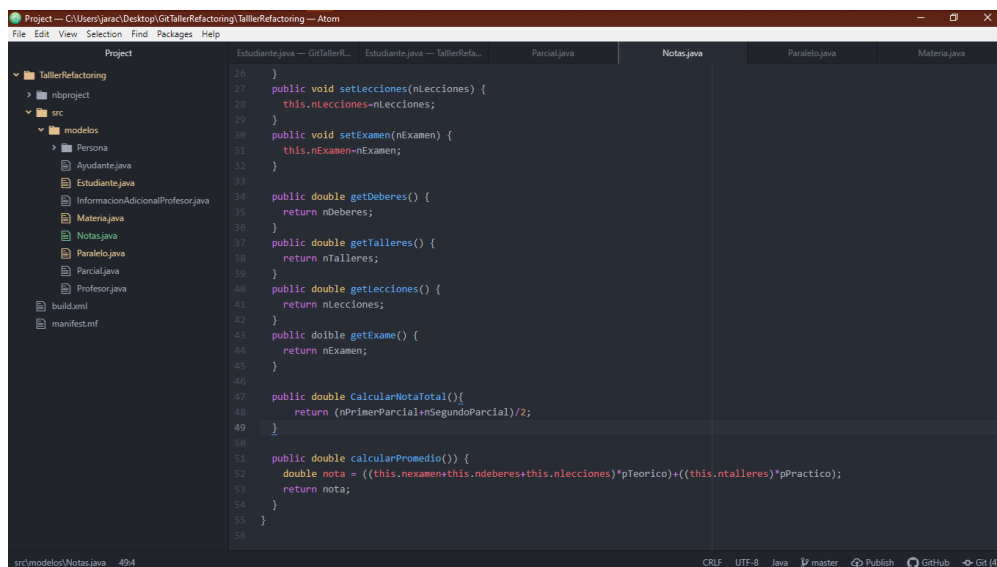 Project — C:\Users\jarac\Desktop\GitTallerRefactoring\TalllerRefactoring — Atom
File Edit View Selection Find Packages Help
Project
Estudiante.java — GitTallerR... Estudiante.java — TalllerRefa... Parcial.java Notas.java Paralelo.java Materia.java
TalllerRefactoring
nbproject
src
modelos
Persona
Ayudante.java
Estudiante.java
InformacionAdicionalProfesor.java
Materia.java
Notas.java
Paralelo.java
Parcial.java
Profesor.java
build.xml
manifest.mf
26 }
27 public void setLecciones(nLecciones) {
28 this.nLecciones=nLecciones;
29 }
30 public void setExamen(nExamen) {
31 this.nExamen=nExamen;
32 }
33
34 public double getDeberes() {
35 return nDeberes;
36 }
37 public double getTalleres() {
38 return nTalleres;
39 }
40 public double getLecciones() {
41 return nLecciones;
42 }
43 public doible getExame() {
44 return nExamen;
45 }
46
47 public double CalcularNotaTotal(){
48 return (nPrimerParcial+nSegundoParcial)/2;
49 }
50
51 public double calcularPromedio()) {
52 double nota = ((this.nexamen+this.ndeberes+this.nlecciones)*pTeorico)+((this.ntalleres)*pPractico);
53 return nota;
54 }
55 }
56
src\modelos\Notas.java 49:4 CRLF UTF-8 Java master Publish GitHub Git (4